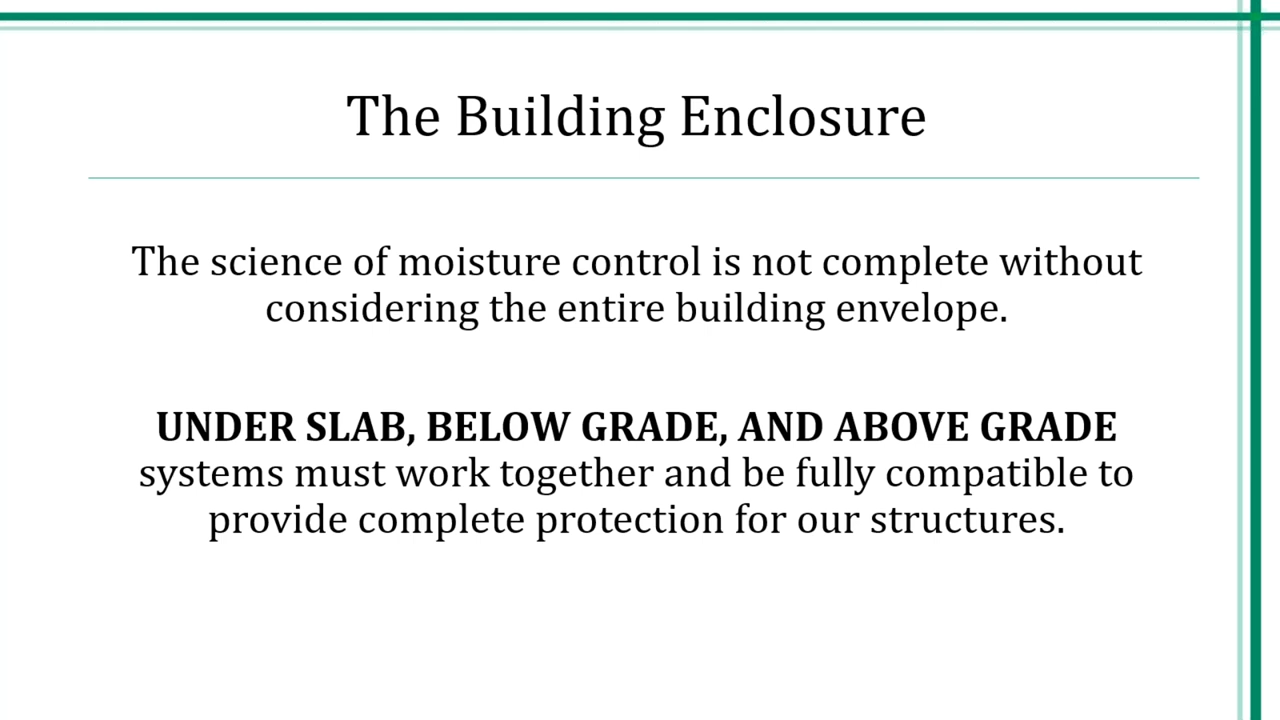 The Building Enclosure
The science of moisture control is not complete without
considering the entire building envelope.
UNDER SLAB, BELOW GRADE, AND ABOVE GRADE
systems must work together and be fully compatible to
provide complete protection for our structures.